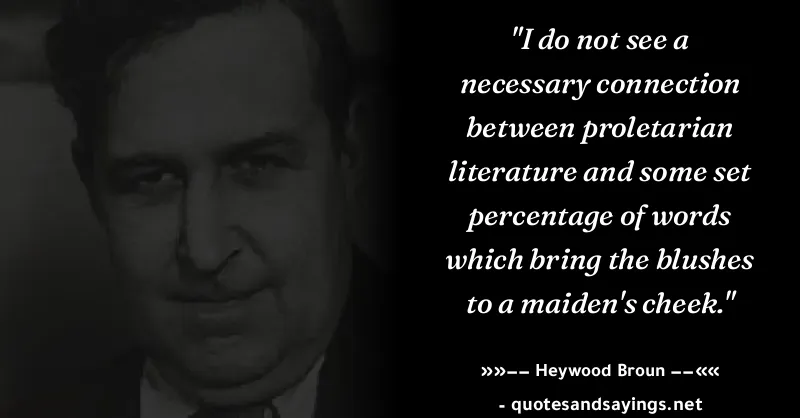 "I do not see a
necessary connection
between proletarian
literature and some set
percentage of words
which bring the blushes
to a maiden's cheek."
»»–– Heywood Broun ––««
- quotesandsayings.net